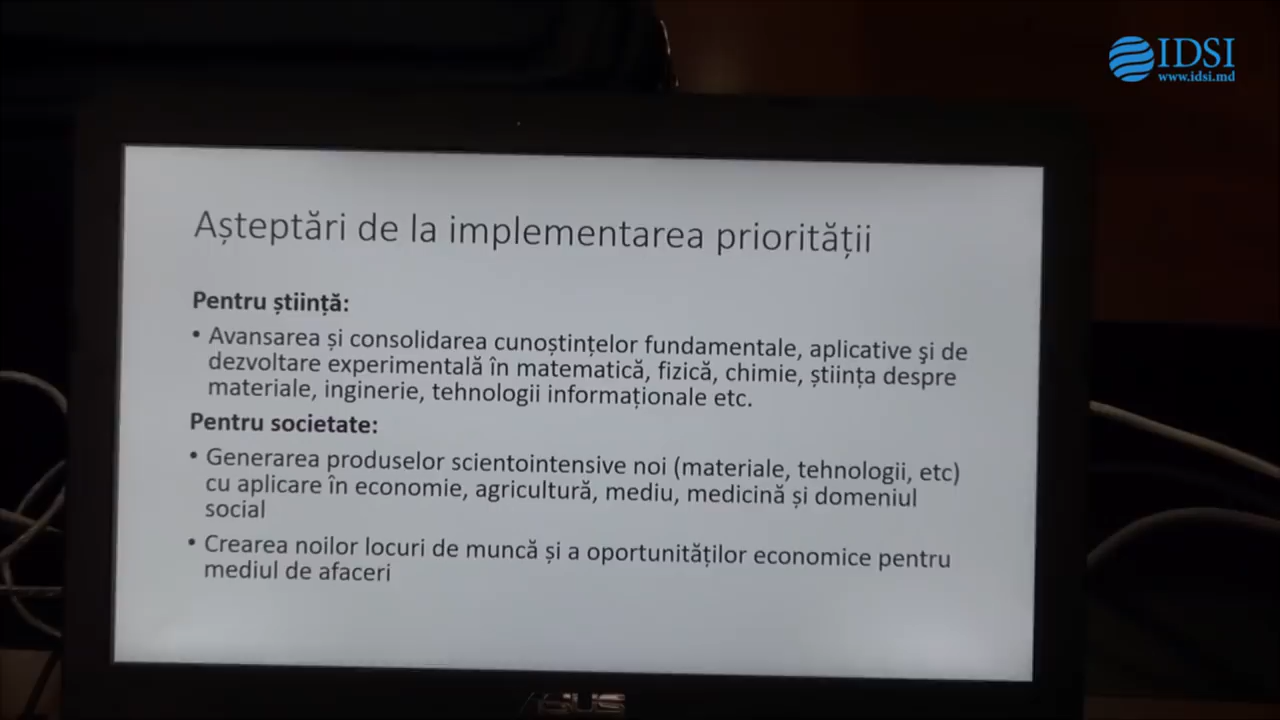 IDSI
www.idsi.md
Așteptări de la implementarea priorității
Pentru știință:
• Avansarea și consolidarea cunoștințelor fundamentale, aplicative şi de
dezvoltare experimentală în matematică, fizică, chimie, știința despre
materiale, inginerie, tehnologii informaționale etc.
Pentru societate:
• Generarea produselor scientointensive noi (materiale, tehnologii, etc)
cu aplicare în economie, agricultură, mediu, medicină și domeniul
social
• Crearea noilor locuri de muncă și a oportunităților economice pentru
mediul de afaceri
ASUS